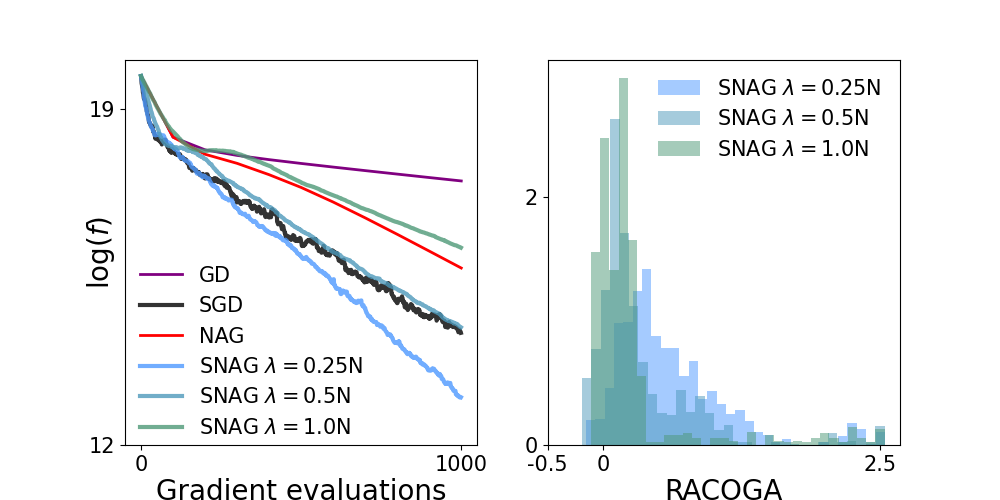 19
12
log(f)
0
1000
Gradient evaluations
GD
SGD
NAG
SNAG λ = 0.25N
SNAG λ = 0.5N
SNAG λ = 1.0N
SNAG λ = 0.25N
SNAG λ = 0.5N
SNAG λ = 1.0N
2
0
-0.5
0
2.5
RACOGA